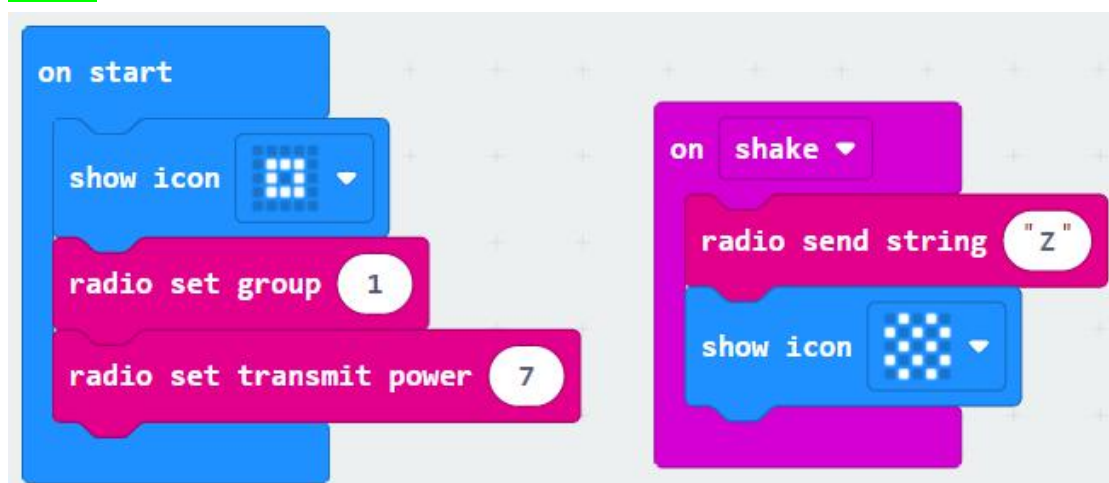 on start
show icon
radio set group 1
radio set transmit power 7
on shake
radio send string "Z"
show icon